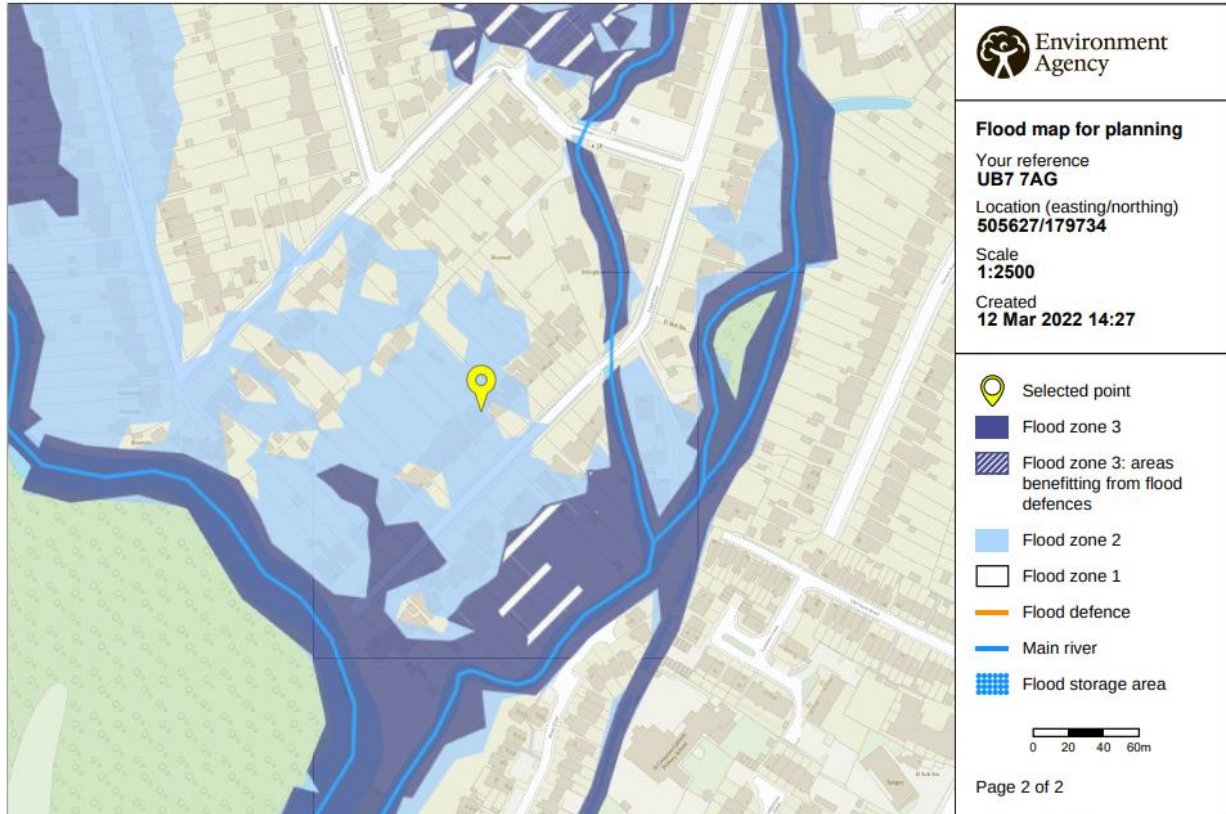 Environment
Agency
Flood map for planning
Your reference
UB7 7AG
Location (easting/northing)
505627/179734
Scale
1:2500
Created
12 Mar 2022 14:27
Selected point
Flood zone 3
Flood zone 3: areas
benefitting from flood
defences
Flood zone 2
Flood zone 1
Flood defence
Main river
Flood storage area
0 20 40 60m
Page 2 of 2